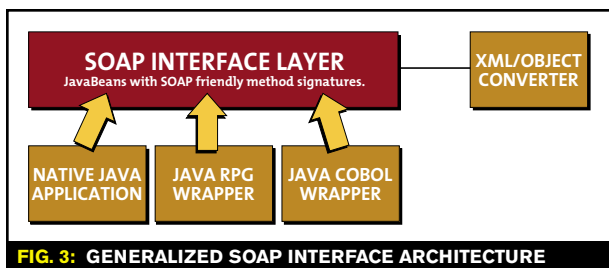 SOAP INTERFACE LAYER
JavaBeans with SOAP friendly method signatures.
XML/OBJECT
CONVERTER
NATIVE JAVA
APPLICATION
JAVA RPG
WRAPPER
JAVA COBOL
WRAPPER
FIG. 3: GENERALIZED SOAP INTERFACE ARCHITECTURE